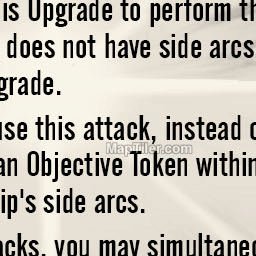 is Upgrade to perform th
does not have side arcs
grade.
use this attack, instead o
MapTiler.com
an Objective Token within
ip's side arcs.
acks, you may simultaneo